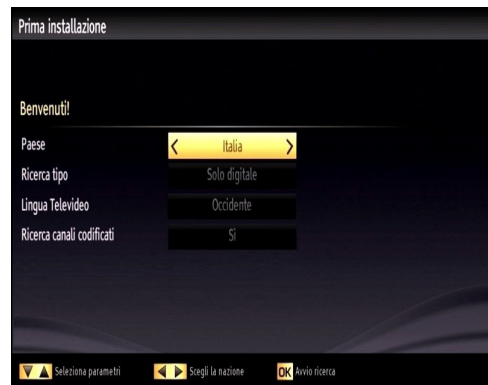 Prima installazione
Benvenuti!
Paese Italia
Ricerca tipo Solo digitale
Lingua Televideo Occidente
Ricerca canali codificati Sì
Seleziona parametri Scegli la nazione OK Avvio ricerca